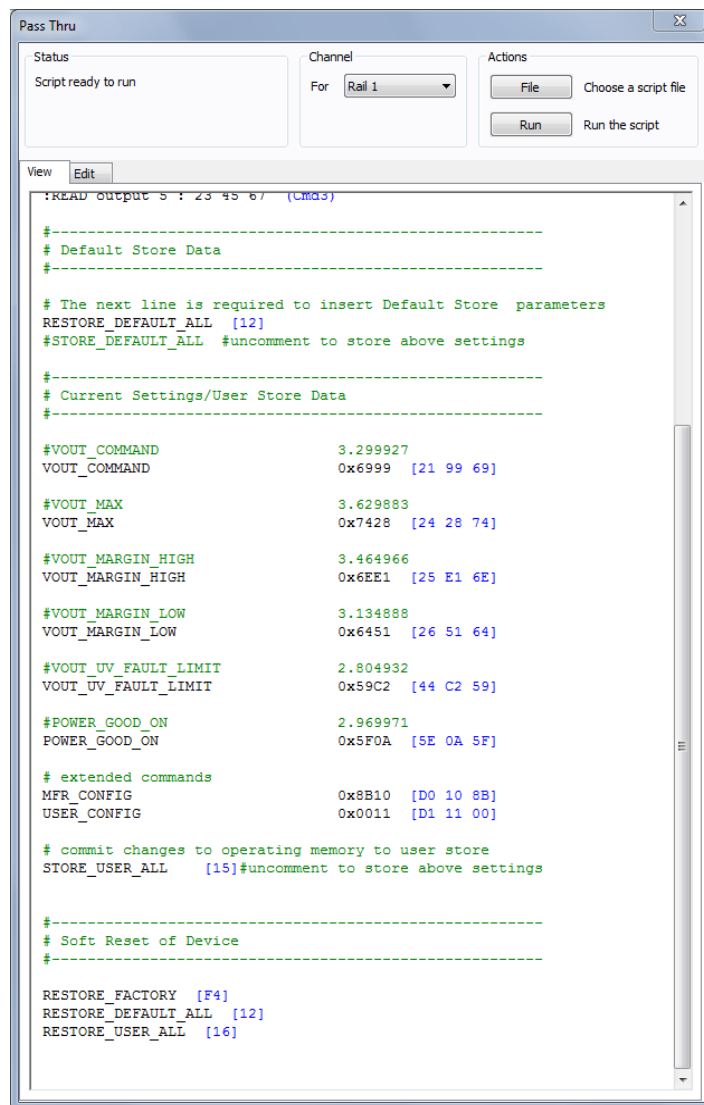 Pass Thru
Status
Script ready to run
Channel
For Rail 1
Actions
File Choose a script file
Run Run the script
View Edit
:READ output 5 : 23 45 67 (Cmd3)
#------------------------------------------------------
# Default Store Data
#------------------------------------------------------
# The next line is required to insert Default Store  parameters
RESTORE_DEFAULT_ALL  [12]
#STORE_DEFAULT_ALL  #uncomment to store above settings
#------------------------------------------------------
# Current Settings/User Store Data
#------------------------------------------------------
#VOUT_COMMAND 3.299927
VOUT_COMMAND 0x6999 [21 99 69]
#VOUT_MAX 3.629883
VOUT_MAX 0x7428 [24 28 74]
#VOUT_MARGIN_HIGH 3.464966
VOUT_MARGIN_HIGH 0x6EE1 [25 E1 6E]
#VOUT_MARGIN_LOW 3.134888
VOUT_MARGIN_LOW 0x6451 [26 51 64]
#VOUT_UV_FAULT_LIMIT 2.804932
VOUT_UV_FAULT_LIMIT 0x59C2 [44 C2 59]
#POWER_GOOD_ON 2.969971
POWER_GOOD_ON 0x5F0A [5E 0A 5F]
# extended commands
MFR_CONFIG 0x8B10 [D0 10 8B]
USER_CONFIG 0x0011 [D1 11 00]
# commit changes to operating memory to user store
STORE_USER_ALL [15]#uncomment to store above settings
#------------------------------------------------------
# Soft Reset of Device
#------------------------------------------------------
RESTORE_FACTORY [F4]
RESTORE_DEFAULT_ALL [12]
RESTORE_USER_ALL [16]